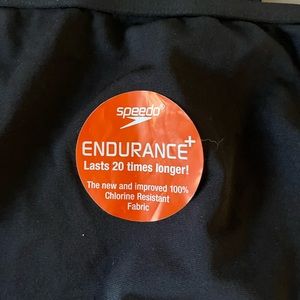 speedo
ENDURANCE+
Lasts 20 times longer!
The new and improved 100%
Chlorine Resistant
Fabric